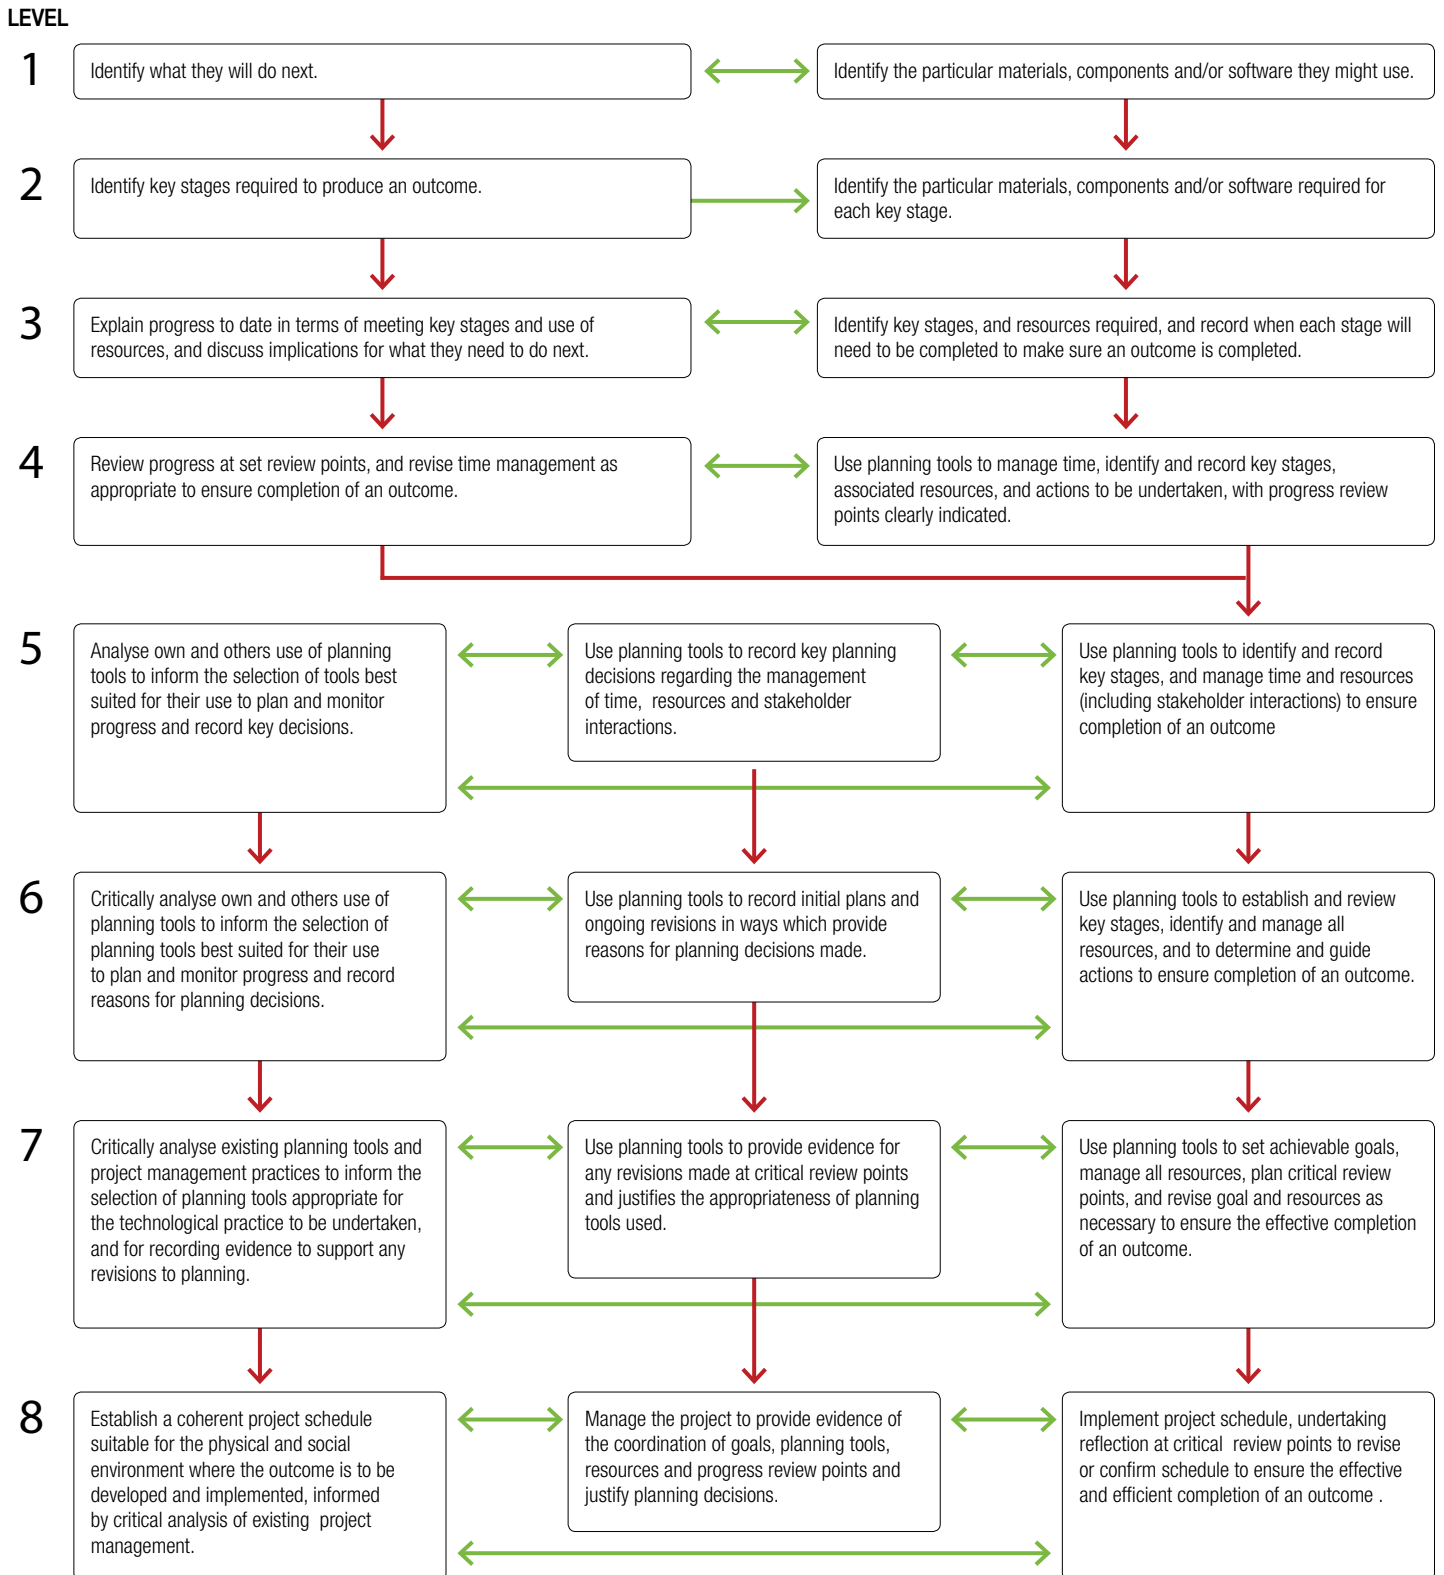 LEVEL
1
Identify what they will do next.
Identify the particular materials, components and/or software they might use.
2
Identify key stages required to produce an outcome.
Identify the particular materials, components and/or software required for
each key stage.
3
Explain progress to date in terms of meeting key stages and use of
resources, and discuss implications for what they need to do next.
Identify key stages, and resources required, and record when each stage will
need to be completed to make sure an outcome is completed.
4
Review progress at set review points, and revise time management as
appropriate to ensure completion of an outcome.
Use planning tools to manage time, identify and record key stages,
associated resources, and actions to be undertaken, with progress review
points clearly indicated.
5
Analyse own and others use of planning
tools to inform the selection of tools best
suited for their use to plan and monitor
progress and record key decisions.
Use planning tools to record key planning
decisions regarding the management
of time, resources and stakeholder
interactions.
Use planning tools to identify and record
key stages, and manage time and resources
(including stakeholder interactions) to ensure
completion of an outcome
6
Critically analyse own and others use of
planning tools to inform the selection of
planning tools best suited for their use
to plan and monitor progress and record
reasons for planning decisions.
Use planning tools to record initial plans and
ongoing revisions in ways which provide
reasons for planning decisions made.
Use planning tools to establish and review
key stages, identify and manage all
resources, and to determine and guide
actions to ensure completion of an outcome.
7
Critically analyse existing planning tools and
project management practices to inform the
selection of planning tools appropriate for
the technological practice to be undertaken,
and for recording evidence to support any
revisions to planning.
Use planning tools to provide evidence for
any revisions made at critical review points
and justifies the appropriateness of planning
tools used.
Use planning tools to set achievable goals,
manage all resources, plan critical review
points, and revise goal and resources as
necessary to ensure the effective completion
of an outcome.
8
Establish a coherent project schedule
suitable for the physical and social
environment where the outcome is to be
developed and implemented, informed
by critical analysis of existing project
management.
Manage the project to provide evidence of
the coordination of goals, planning tools,
resources and progress review points and
justify planning decisions.
Implement project schedule, undertaking
reflection at critical review points to revise
or confirm schedule to ensure the effective
and efficient completion of an outcome .